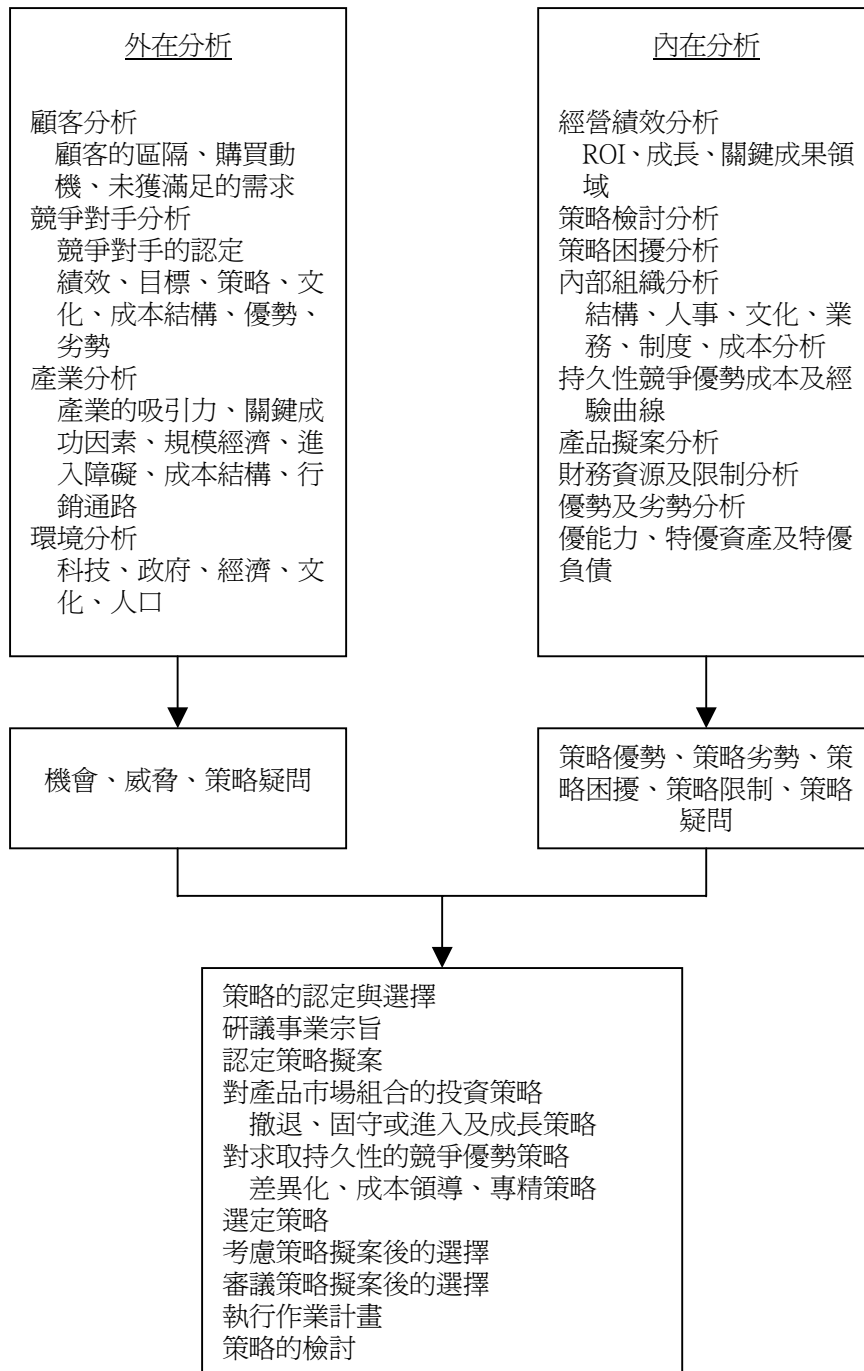 外在分析
顧客分析
顧客的區隔、購買動
機、未獲滿足的需求
競爭對手分析
競爭對手的認定
績效、目標、策略、文
化、成本結構、優勢、
劣勢
產業分析
產業的吸引力、關鍵成
功因素、規模經濟、進
入障礙、成本結構、行
銷通路
環境分析
科技、政府、經濟、文
化、人口
內在分析
經營績效分析
ROI、成長、關鍵成果領
域
策略檢討分析
策略困擾分析
內部組織分析
結構、人事、文化、業
務、制度、成本分析
持久性競爭優勢成本及經
驗曲線
產品擬案分析
財務資源及限制分析
優勢及劣勢分析
優能力、特優資產及特優
負債
機會、威脅、策略疑問
策略優勢、策略劣勢、策
略困擾、策略限制、策略
疑問
策略的認定與選擇
研議事業宗旨
認定策略擬案
對產品市場組合的投資策略
撤退、固守或進入及成長策略
對求取持久性的競爭優勢策略
差異化、成本領導、專精策略
選定策略
考慮策略擬案後的選擇
審議策略擬案後的選擇
執行作業計畫
策略的檢討